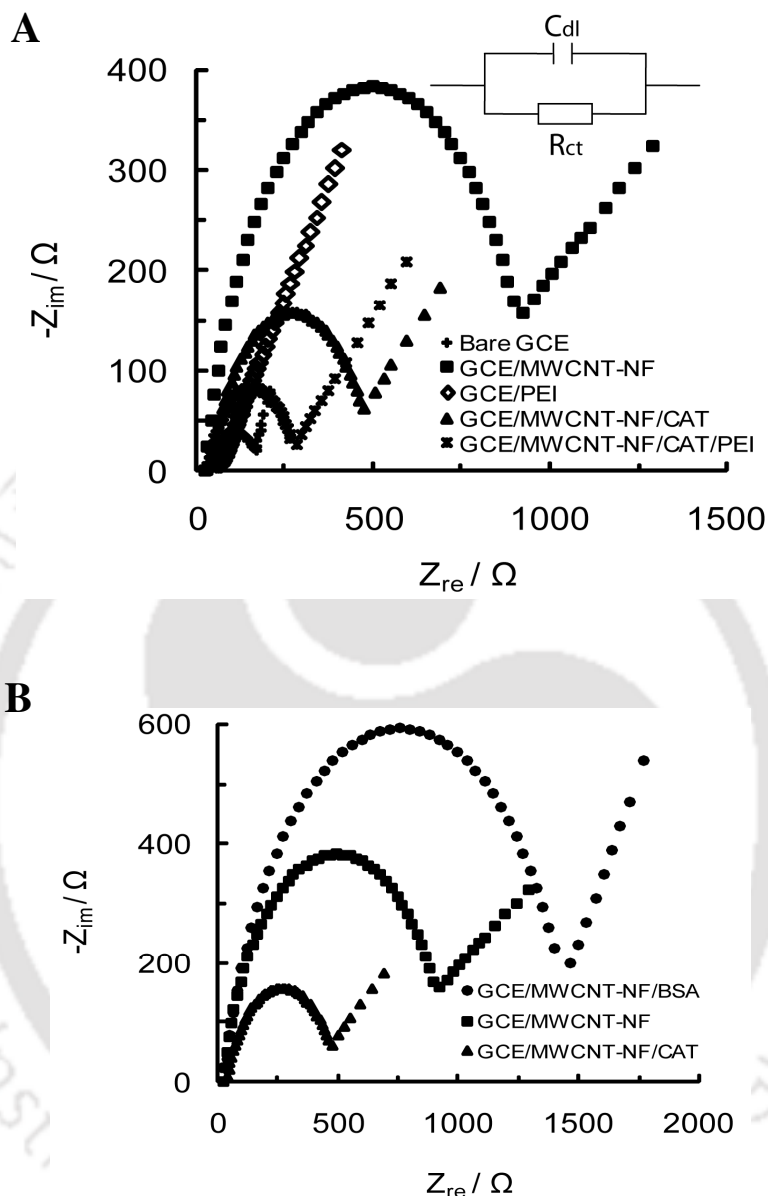 A
Cdl
Rct
400
300
200
100
0
-Zim / Ω
Bare GCE
GCE/MWCNT-NF
GCE/PEI
GCE/MWCNT-NF/CAT
GCE/MWCNT-NF/CAT/PEI
0 500 1000 1500
Zre / Ω
B
600
400
200
0
-Zim / Ω
GCE/MWCNT-NF/BSA
GCE/MWCNT-NF
GCE/MWCNT-NF/CAT
0 500 1000 1500 2000
Zre / Ω